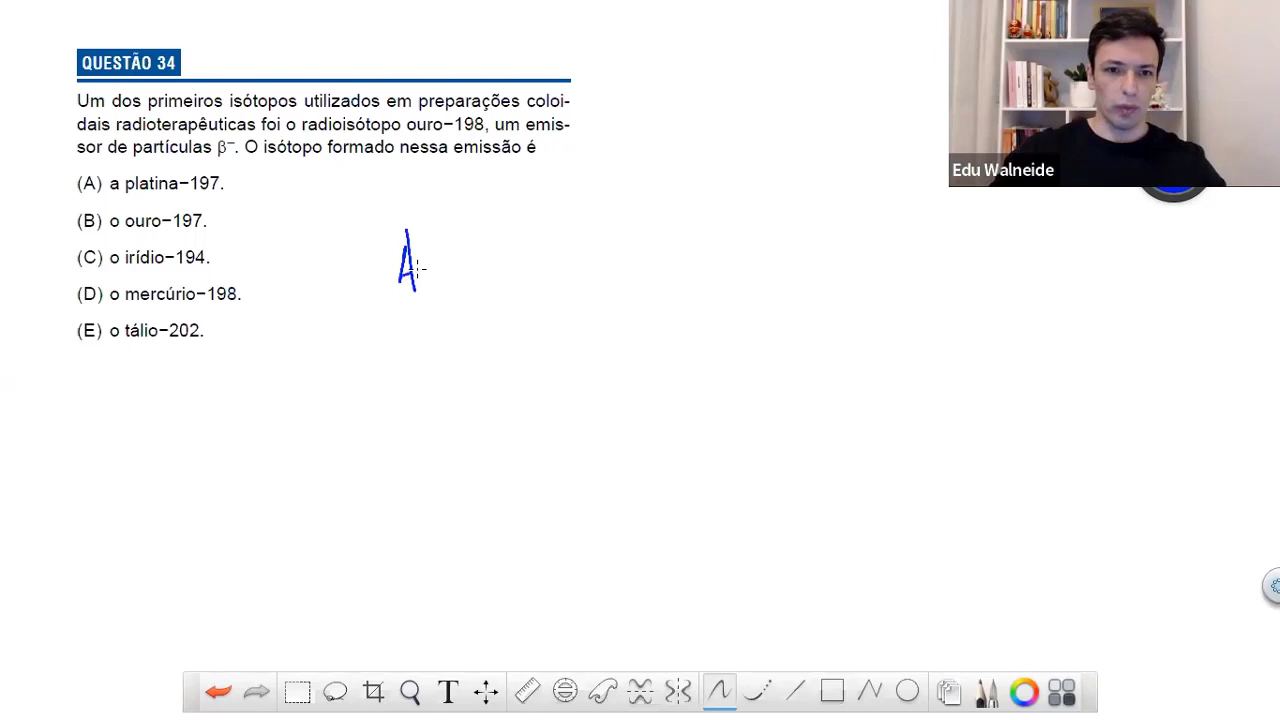 QUESTÃO 34
Um dos primeiros isótopos utilizados em preparações coloi-
dais radioterapêuticas foi o radioisótopo ouro−198, um emis-
sor de partículas β−. O isótopo formado nessa emissão é
(A) a platina−197.
(B) o ouro−197.
(C) o irídio−194.
(D) o mercúrio−198.
(E) o tálio−202.
A
Edu Walneide
T